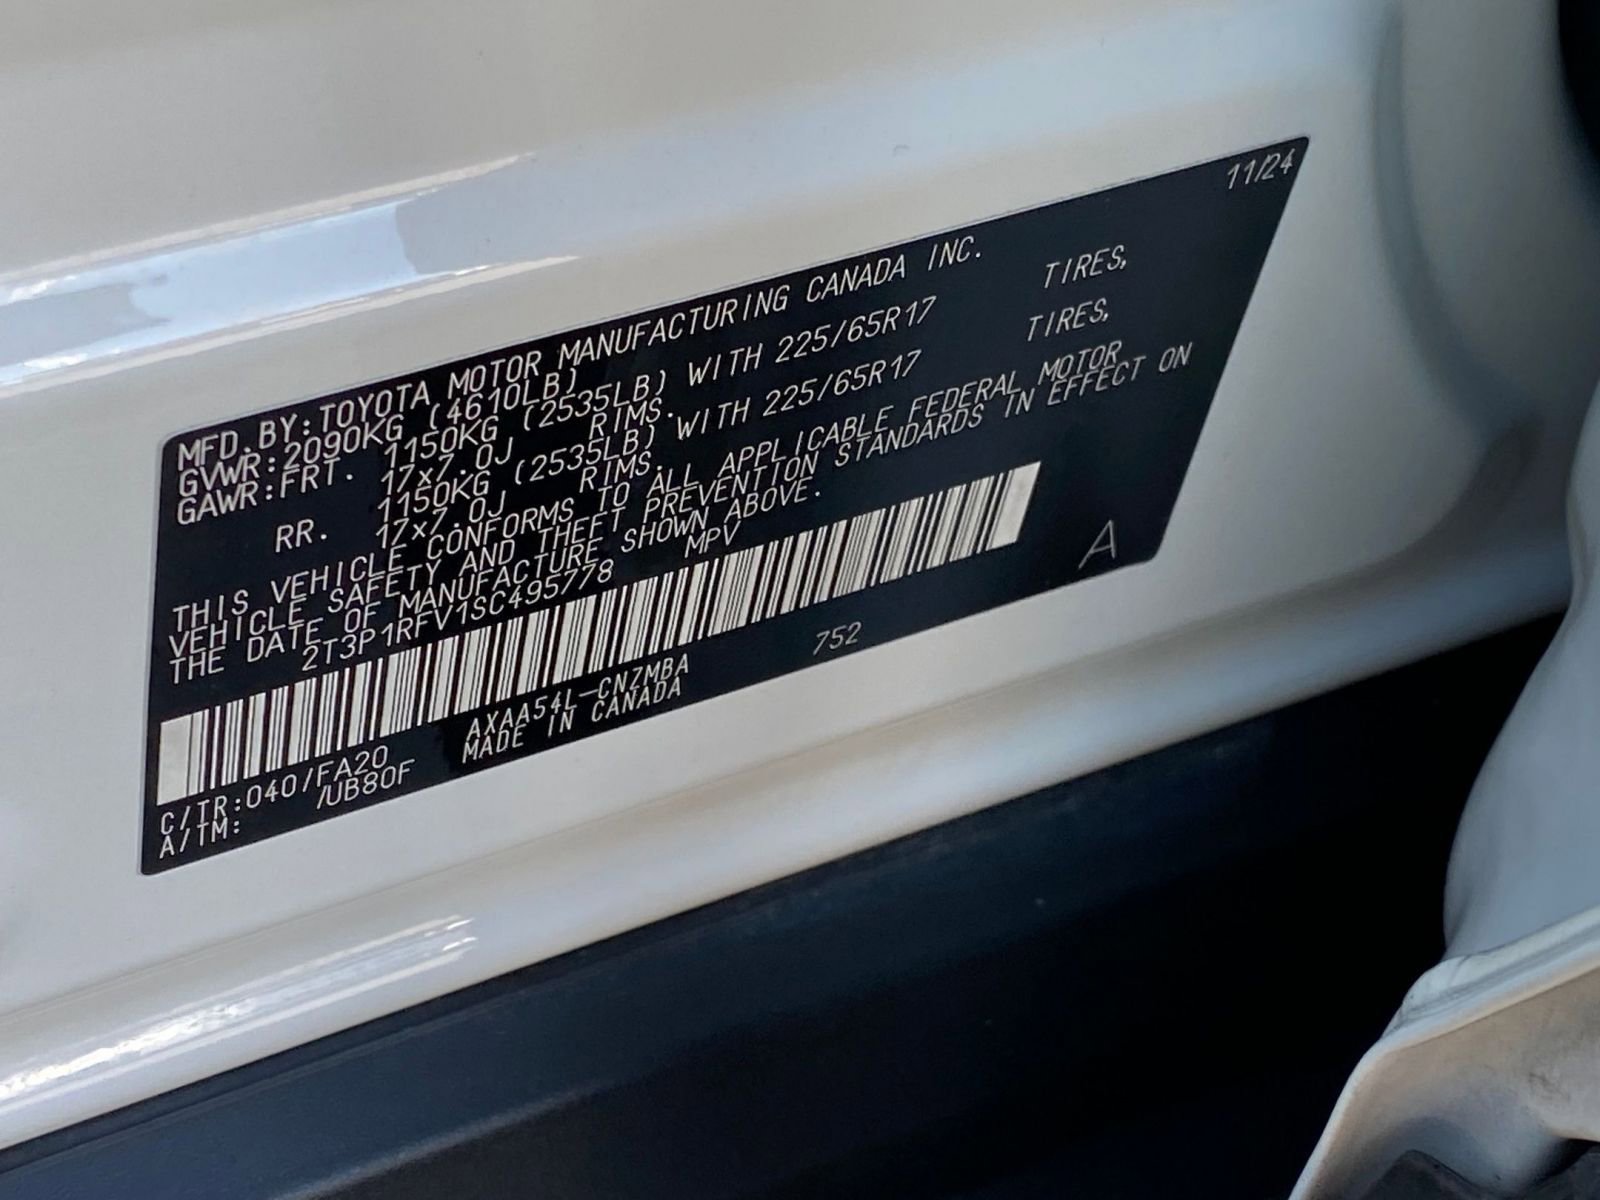 11/24
MFD. BY: TOYOTA MOTOR MANUFACTURING CANADA INC.
GVWR: 2090KG (4610LB)
GAWR: FRT. 1150KG (2535LB) WITH 225/65R17 TIRES,
17x7.0J RIMS.
RR. 1150KG (2535LB) WITH 225/65R17 TIRES,
17x7.0J RIMS.
THIS VEHICLE CONFORMS TO ALL APPLICABLE FEDERAL MOTOR
VEHICLE SAFETY AND THEFT PREVENTION STANDARDS IN EFFECT ON
THE DATE OF MANUFACTURE SHOWN ABOVE.
2T3P1RFV1SC495778 MPV
A
C/TR: 040/FA20 AXAA54L-CNZMBA 752
A/TM: /UB80F MADE IN CANADA